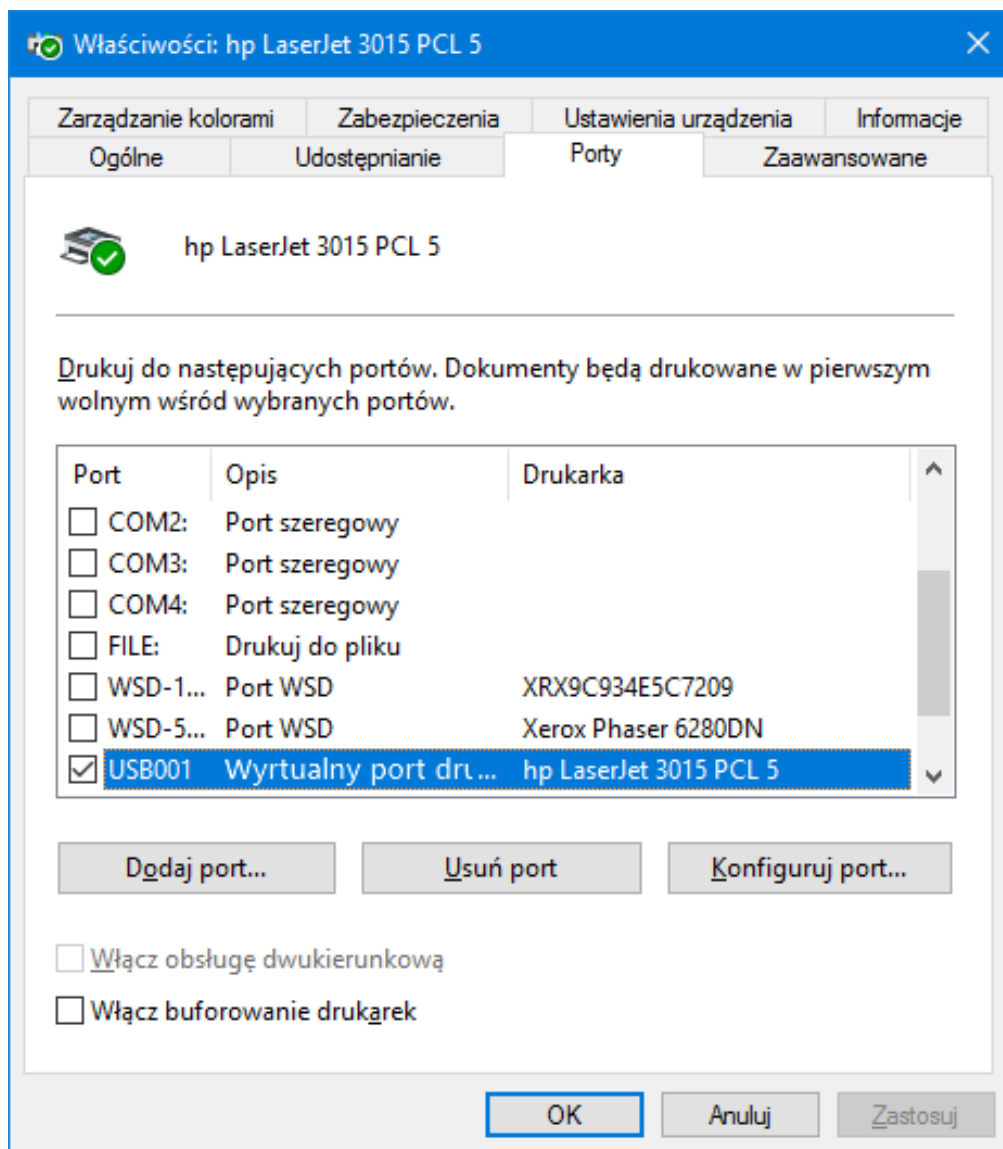 Właściwości: hp LaserJet 3015 PCL 5
Zarządzanie kolorami Zabezpieczenia Ustawienia urządzenia Informacje
Ogólne Udostępnianie Porty Zaawansowane
hp LaserJet 3015 PCL 5
Drukuj do następujących portów. Dokumenty będą drukowane w pierwszym
wolnym wśród wybranych portów.
Port Opis Drukarka
COM2: Port szeregowy
COM3: Port szeregowy
COM4: Port szeregowy
FILE: Drukuj do pliku
WSD-1... Port WSD XRX9C934E5C7209
WSD-5... Port WSD Xerox Phaser 6280DN
USB001 Wyrtualny port dru... hp LaserJet 3015 PCL 5
Dodaj port... Usuń port Konfiguruj port...
Włącz obsługę dwukierunkową
Włącz buforowanie drukarek
OK Anuluj Zastosuj